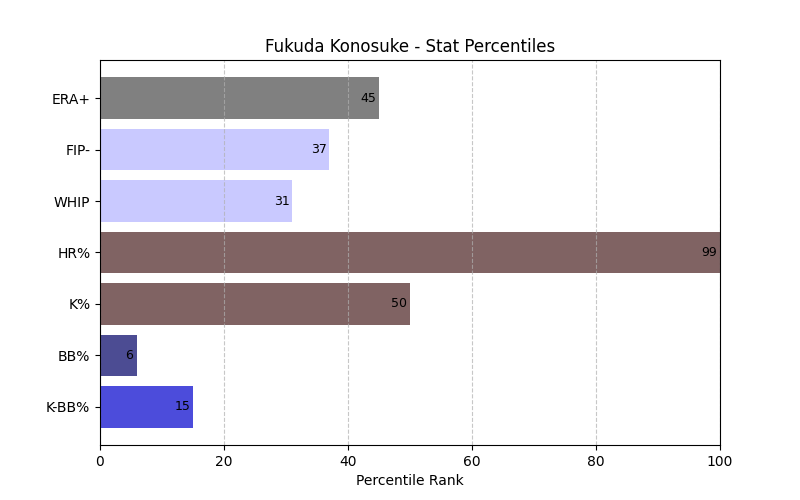 Fukuda Konosuke - Stat Percentiles
ERA+ 45
FIP- 37
WHIP 31
HR% 99
K% 50
BB% 6
K-BB% 15
0 20 40 60 80 100
Percentile Rank